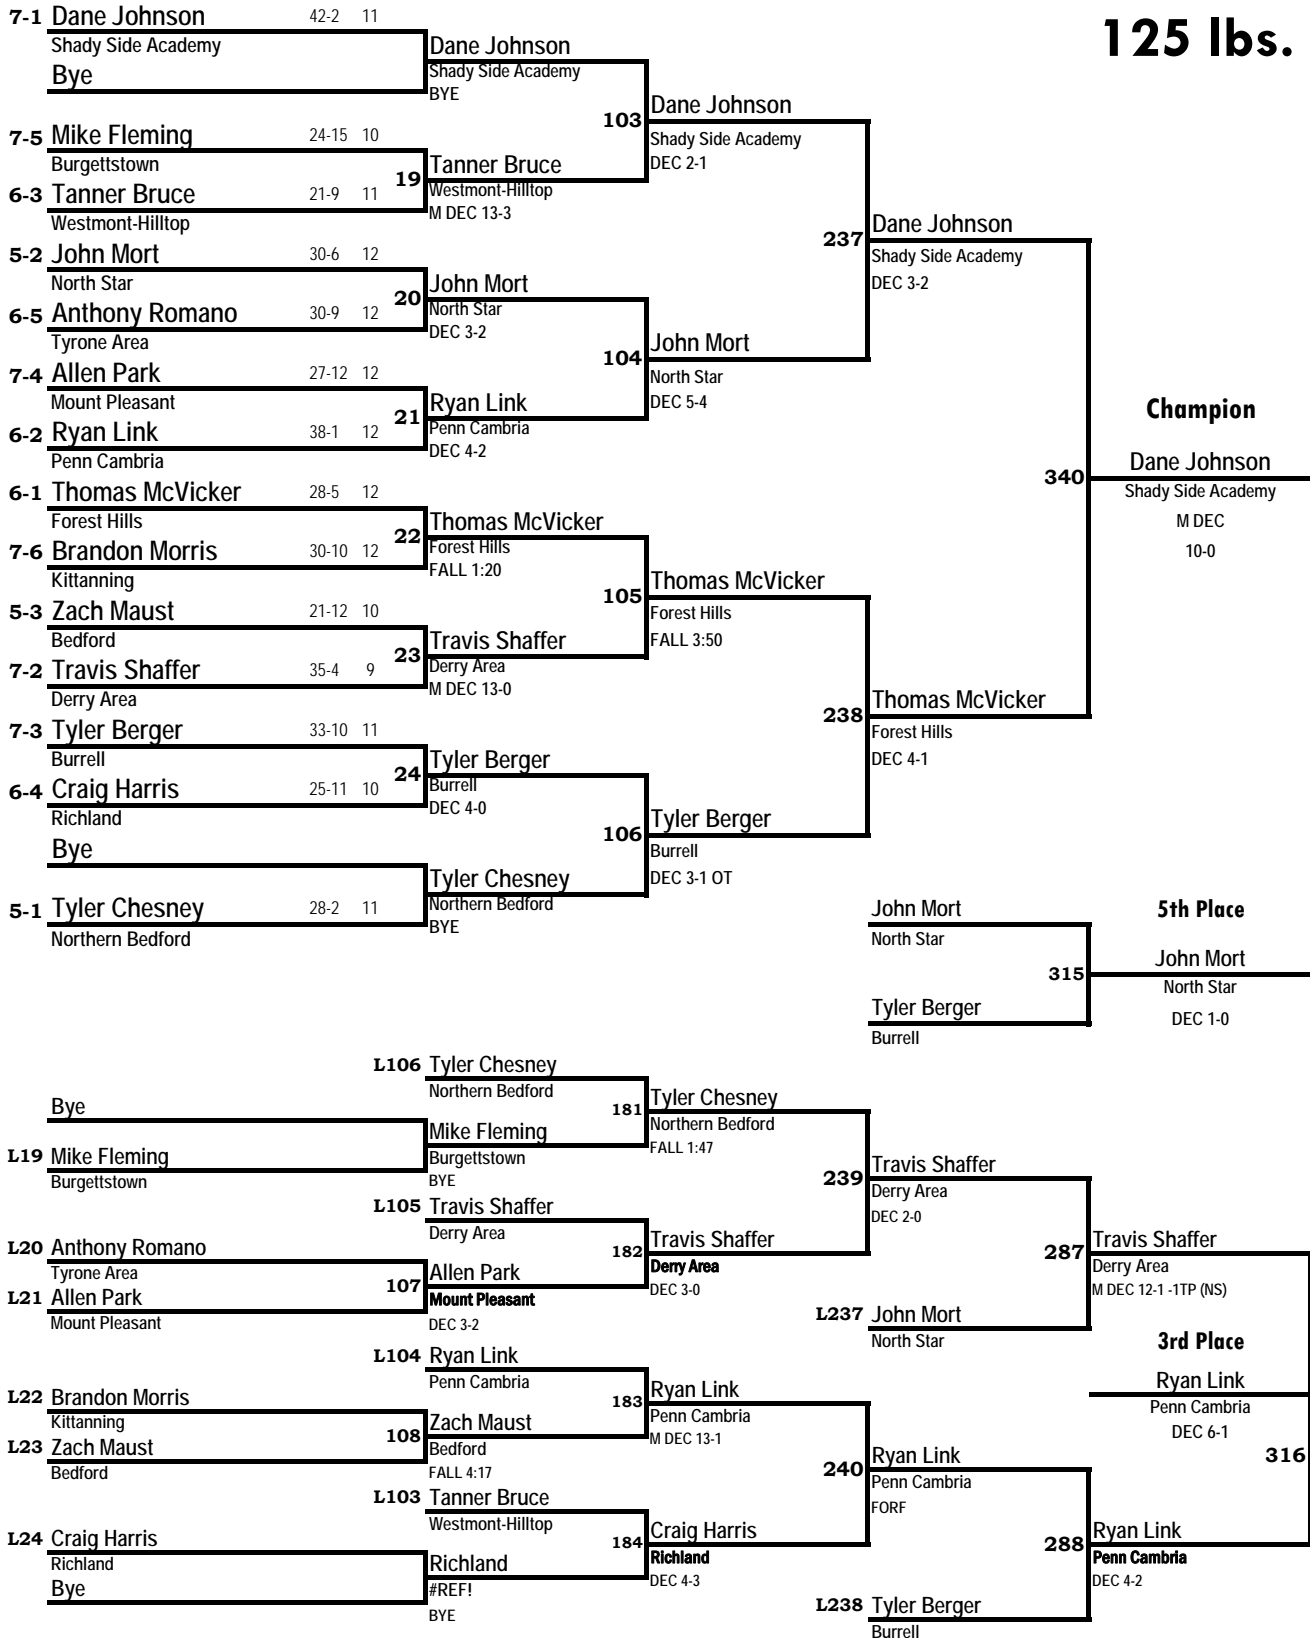 125 lbs.
7-1 Dane Johnson 42-2 11
Shady Side Academy
Bye
7-5 Mike Fleming 24-15 10
Burgettstown
6-3 Tanner Bruce 21-9 11
Westmont-Hilltop
5-2 John Mort 30-6 12
North Star
6-5 Anthony Romano 30-9 12
Tyrone Area
7-4 Allen Park 27-12 12
Mount Pleasant
6-2 Ryan Link 38-1 12
Penn Cambria
6-1 Thomas McVicker 28-5 12
Forest Hills
7-6 Brandon Morris 30-10 12
Kittanning
5-3 Zach Maust 21-12 10
Bedford
7-2 Travis Shaffer 35-4 9
Derry Area
7-3 Tyler Berger 33-10 11
Burrell
6-4 Craig Harris 25-11 10
Richland
Bye
5-1 Tyler Chesney 28-2 11
Northern Bedford
Dane Johnson
Shady Side Academy
BYE
19 Tanner Bruce
Westmont-Hilltop
M DEC 13-3
20 John Mort
North Star
DEC 3-2
21 Ryan Link
Penn Cambria
DEC 4-2
22 Thomas McVicker
Forest Hills
FALL 1:20
23 Travis Shaffer
Derry Area
M DEC 13-0
24 Tyler Berger
Burrell
DEC 4-0
Tyler Chesney
Northern Bedford
BYE
103 Dane Johnson
Shady Side Academy
DEC 2-1
104 John Mort
North Star
DEC 5-4
105 Thomas McVicker
Forest Hills
FALL 3:50
106 Tyler Berger
Burrell
DEC 3-1 OT
237 Dane Johnson
Shady Side Academy
DEC 3-2
238 Thomas McVicker
Forest Hills
DEC 4-1
Champion
340 Dane Johnson
Shady Side Academy
M DEC
10-0
John Mort
North Star
Tyler Berger
Burrell
5th Place
315 John Mort
North Star
DEC 1-0
Bye
L19 Mike Fleming
Burgettstown
L20 Anthony Romano
Tyrone Area
L21 Allen Park
Mount Pleasant
L22 Brandon Morris
Kittanning
L23 Zach Maust
Bedford
L24 Craig Harris
Richland
Bye
L106 Tyler Chesney
Northern Bedford
Mike Fleming
Burgettstown
BYE
L105 Travis Shaffer
Derry Area
107 Allen Park
Mount Pleasant
DEC 3-2
L104 Ryan Link
Penn Cambria
108 Zach Maust
Bedford
FALL 4:17
L103 Tanner Bruce
Westmont-Hilltop
Richland
#REF!
BYE
181 Tyler Chesney
Northern Bedford
FALL 1:47
182 Travis Shaffer
Derry Area
DEC 3-0
183 Ryan Link
Penn Cambria
M DEC 13-1
184 Craig Harris
Richland
DEC 4-3
239 Travis Shaffer
Derry Area
DEC 2-0
L237 John Mort
North Star
240 Ryan Link
Penn Cambria
FORF
L238 Tyler Berger
Burrell
287 Travis Shaffer
Derry Area
M DEC 12-1 -1TP (NS)
3rd Place
Ryan Link
Penn Cambria
DEC 6-1
316
288 Ryan Link
Penn Cambria
DEC 4-2